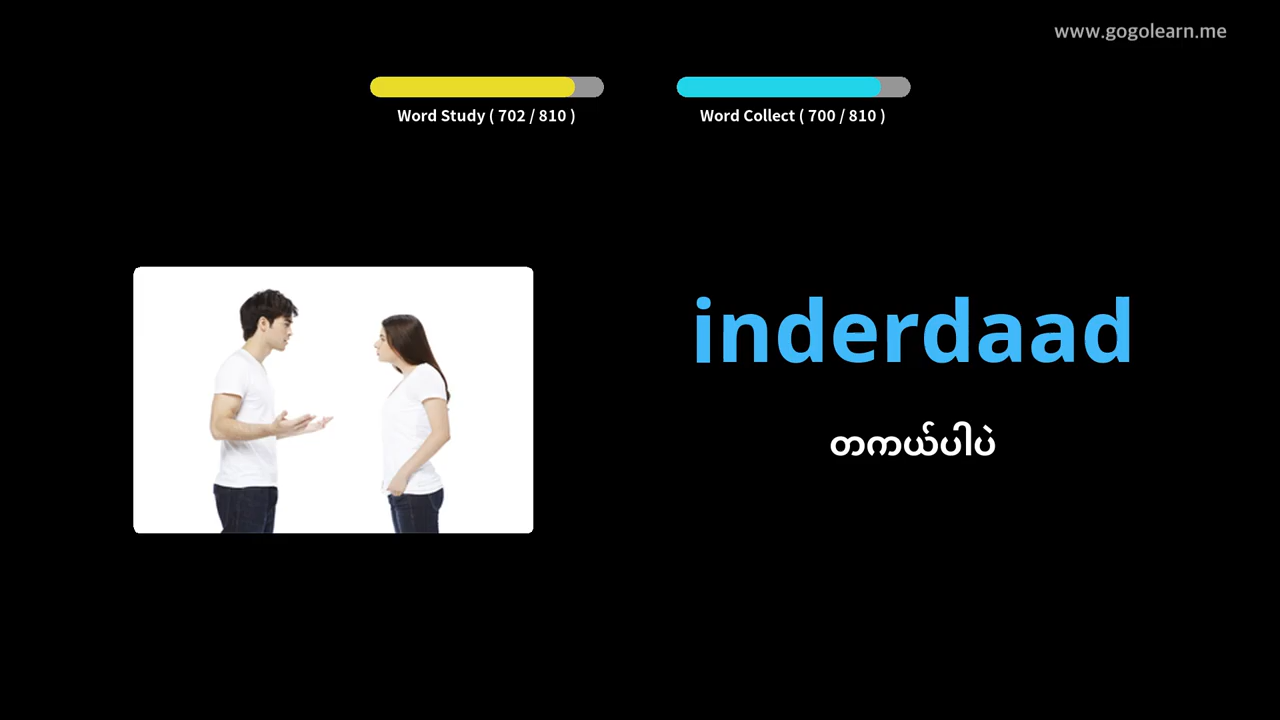 www.gogolearn.me
Word Study ( 702 / 810 )
Word Collect ( 700 / 810 )
inderdaad
တကယ်ပါပဲ